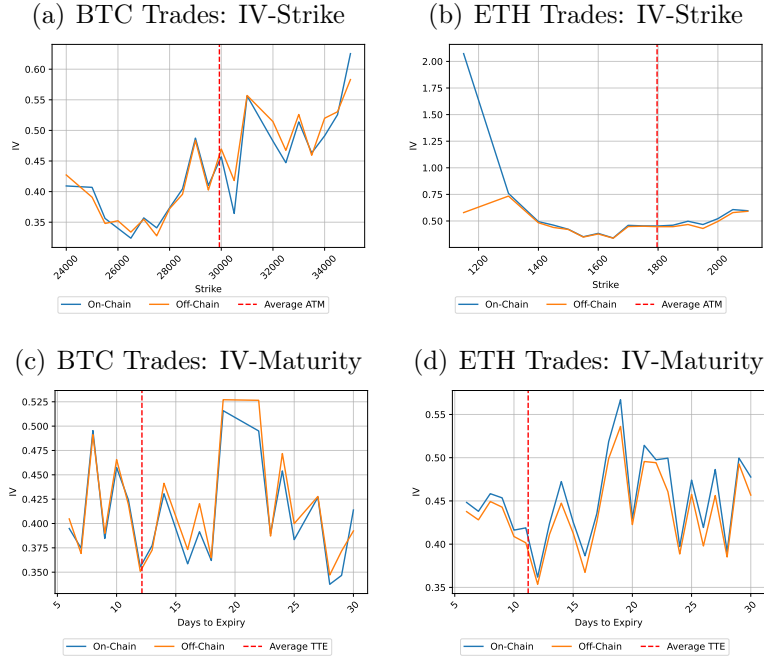 (a) BTC Trades: IV-Strike
0.60
0.55
0.50
0.45
0.40
0.35
IV
24000
26000
28000
30000
32000
34000
Strike
On-Chain
Off-Chain
Average ATM
(b) ETH Trades: IV-Strike
2.00
1.75
1.50
1.25
1.00
0.75
0.50
IV
1200
1400
1600
1800
2000
Strike
On-Chain
Off-Chain
Average ATM
(c) BTC Trades: IV-Maturity
0.525
0.500
0.475
0.450
0.425
0.400
0.375
0.350
IV
5
10
15
20
25
30
Days to Expiry
On-Chain
Off-Chain
Average TTE
(d) ETH Trades: IV-Maturity
0.55
0.50
0.45
0.40
0.35
IV
5
10
15
20
25
30
Days to Expiry
On-Chain
Off-Chain
Average TTE